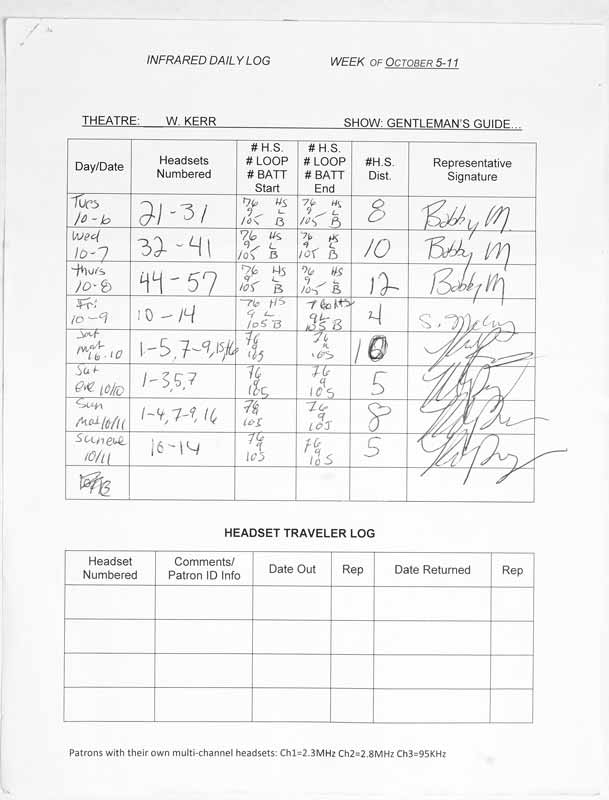 INFRARED DAILY LOG WEEK OF OCTOBER 5-11
THEATRE: W. KERR SHOW: GENTLEMAN'S GUIDE...
Day/Date Headsets Numbered # H.S. # LOOP # BATT Start # H.S. # LOOP # BATT End #H.S. Dist. Representative Signature
Tues 10-6 21-31 76 HS 9 L 105 B 76 HS 9 L 105 B 8 Bobby M.
Wed 10-7 32-41 76 HS 9 L 105 B 76 HS 9 L 105 B 10 Bobby M
Thurs 10-8 44-57 76 HS 9 L 105 B 76 HS 9 L 105 B 12 Bobby M
Fri 10-9 10-14 76 HS 9 L 105 B 76 HS 9 L 105 B 4 S.
Sat mat 10-10 1-5, 7-9, 15/16 76 9 105 76 9 105 10
Sat eve 10/10 1-3,5,7 76 9 105 76 9 105 5
Sun mat 10/11 1-4, 7-9, 16 76 9 105 76 9 105 8
Sun eve 10/11 10-14 76 9 105 76 9 105 5
HEADSET TRAVELER LOG
Headset Numbered Comments/ Patron ID Info Date Out Rep Date Returned Rep
Patrons with their own multi-channel headsets: Ch1=2.3MHz Ch2=2.8MHz Ch3=95KHz